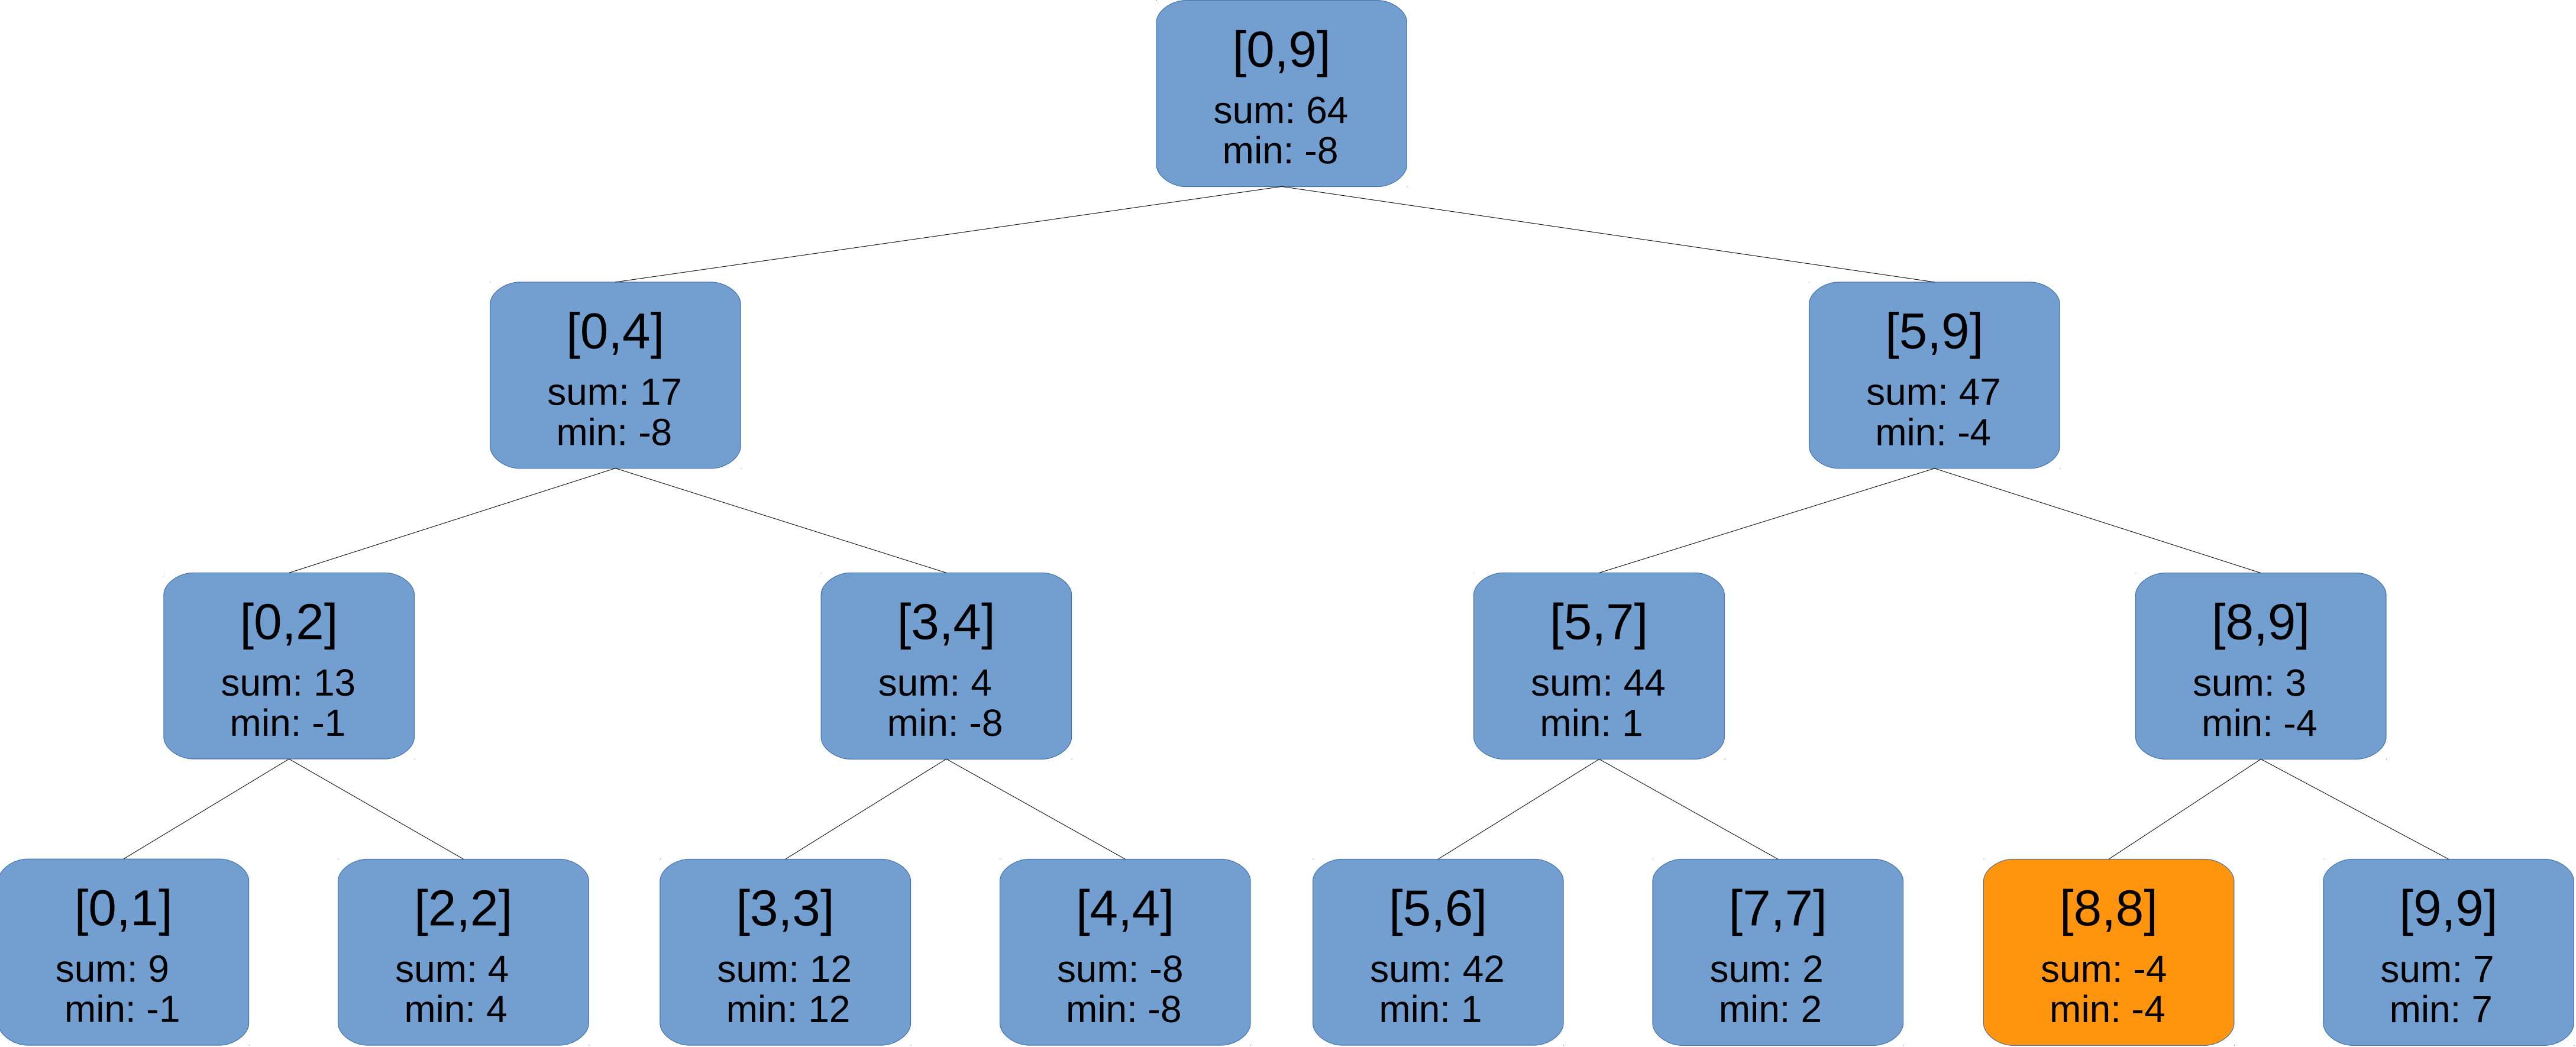 [0,9]
sum: 64
min: -8
[0,4]
sum: 17
min: -8
[5,9]
sum: 47
min: -4
[0,2]
sum: 13
min: -1
[3,4]
sum: 4
min: -8
[5,7]
sum: 44
min: 1
[8,9]
sum: 3
min: -4
[0,1]
sum: 9
min: -1
[2,2]
sum: 4
min: 4
[3,3]
sum: 12
min: 12
[4,4]
sum: -8
min: -8
[5,6]
sum: 42
min: 1
[7,7]
sum: 2
min: 2
[8,8]
sum: -4
min: -4
[9,9]
sum: 7
min: 7